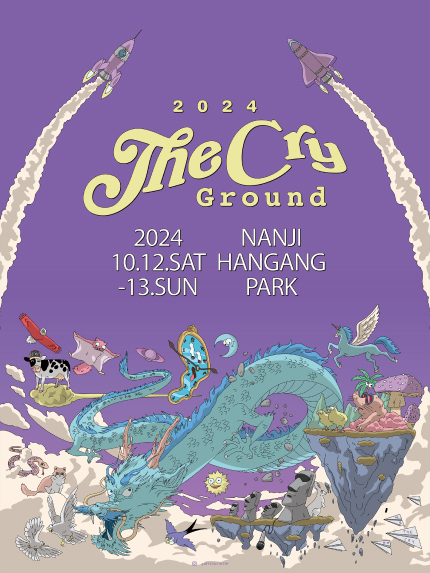 2024
The Cry
Ground
2024 NANJI
10.12.SAT HANGANG
-13.SUN PARK